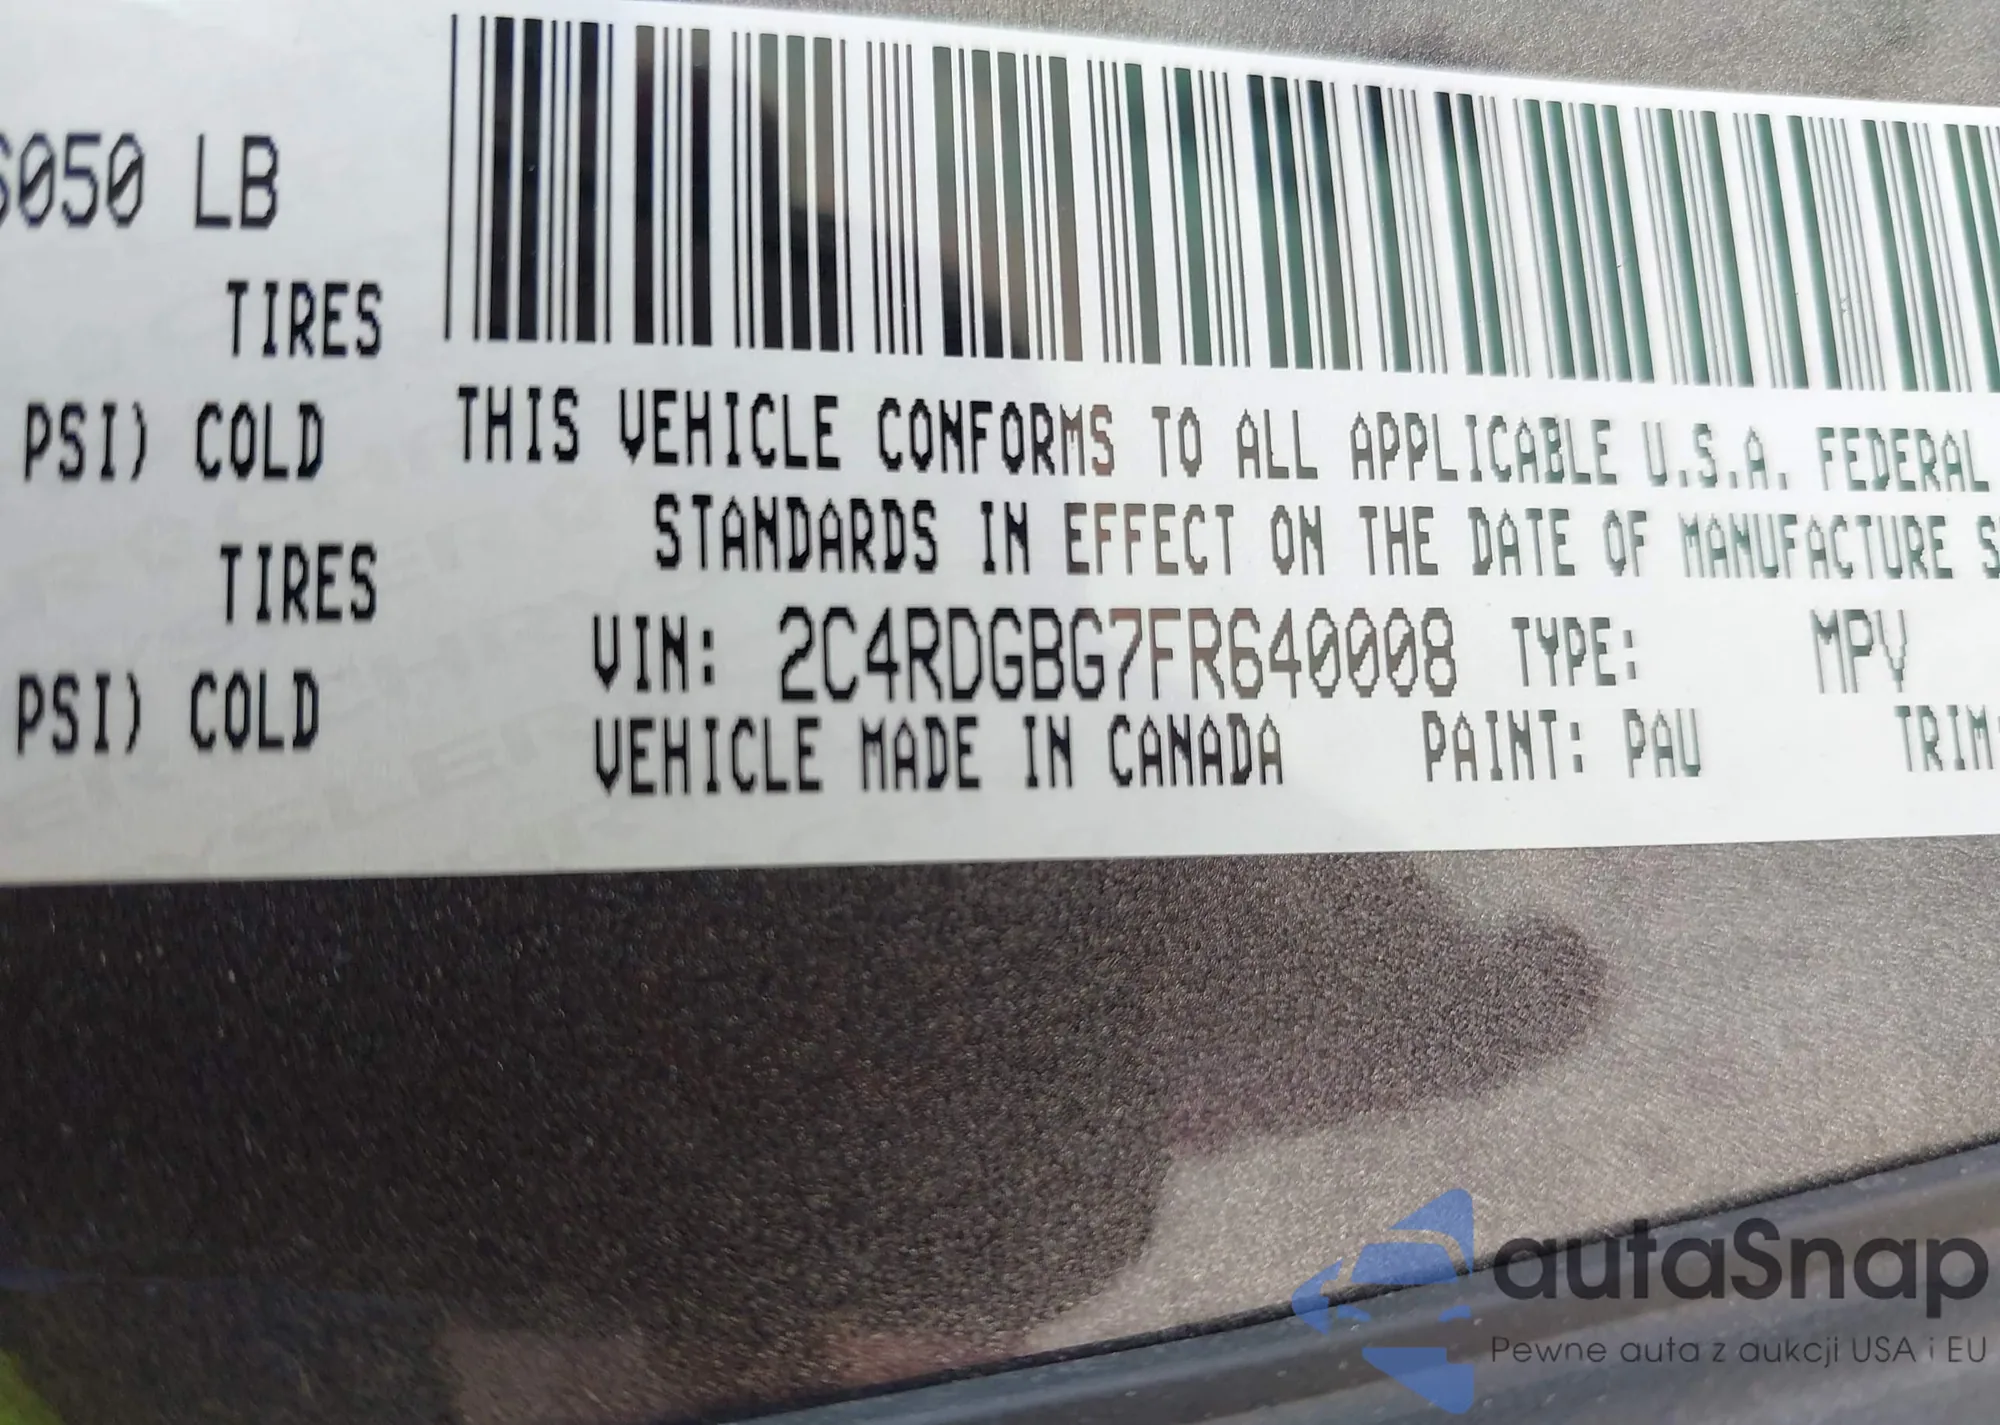 6050 LB
TIRES
PSI) COLD
TIRES
PSI) COLD
THIS VEHICLE CONFORMS TO ALL APPLICABLE U.S.A. FEDERAL
STANDARDS IN EFFECT ON THE DATE OF MANUFACTURE
VIN: 2C4RDGBG7FR640008 TYPE: MPV
VEHICLE MADE IN CANADA PAINT: PAU TRIM:
autaSnap
Pewne auta z aukcji USA i EU